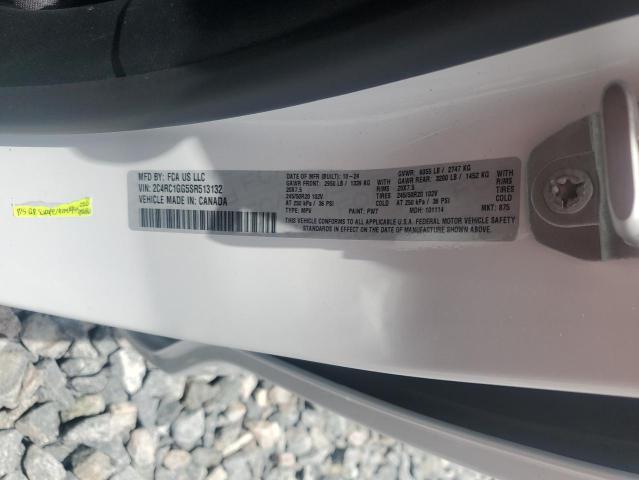 MFD BY: FCA US LLC
VIN: 2C4RC1GG5SR513132
VEHICLE MADE IN: CANADA
DATE OF MFR (BUILT): 10-24
GAWR FRONT: 2950 LB / 1339 KG
20X7.5
245/50R20 102V
AT 250 kPa / 36 PSI
TYPE: MPV PAINT: PW7
WITH
TIRES
RIMS
COLD
GVWR: 6055 LB / 2747 KG
GAWR REAR: 3200 LB / 1452 KG
20X7.5
245/50R20 102V
AT 250 kPa / 36 PSI
MDH: 101114
WITH
TIRES
RIMS
COLD
MKT: 875
THIS VEHICLE CONFORMS TO ALL APPLICABLE U.S.A. FEDERAL MOTOR VEHICLE SAFETY
STANDARDS IN EFFECT ON THE DATE OF MANUFACTURE SHOWN ABOVE.